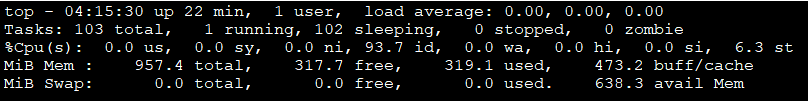 top - 04:15:30 up 22 min,  1 user,  load average: 0.00, 0.00, 0.00
Tasks: 103 total,   1 running, 102 sleeping,   0 stopped,   0 zombie
%Cpu(s):  0.0 us,  0.0 sy,  0.0 ni, 93.7 id,  0.0 wa,  0.0 hi,  0.0 si,  6.3 st
MiB Mem :    957.4 total,    317.7 free,    319.1 used,    473.2 buff/cache
MiB Swap:      0.0 total,      0.0 free,      0.0 used.    638.3 avail Mem